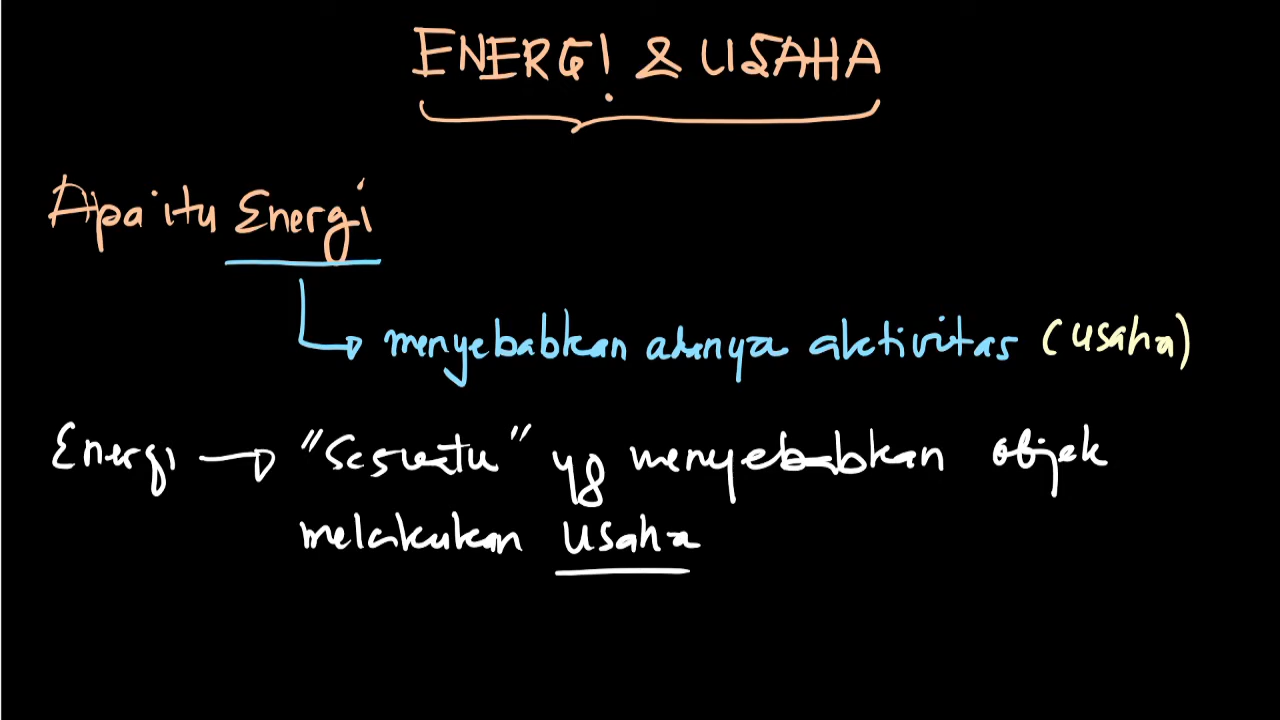 ENERGI & USAHA
Apa itu Energi
menyebabkan adanya aktivitas (usaha)
Energi → "Sesuatu" yg menyebabkan objek
melakukan usaha